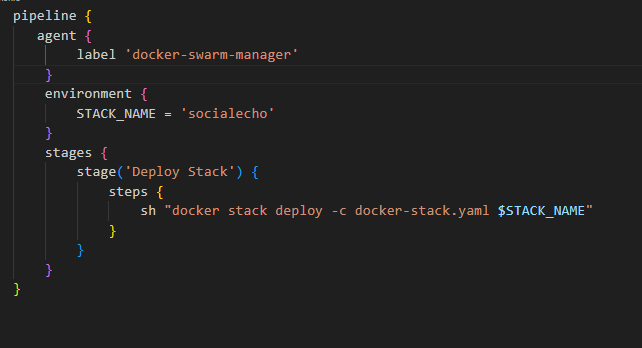 pipeline {
agent {
label 'docker-swarm-manager'
}
environment {
STACK_NAME = 'socialecho'
}
stages {
stage('Deploy Stack') {
steps {
sh "docker stack deploy -c docker-stack.yaml $STACK_NAME"
}
}
}
}